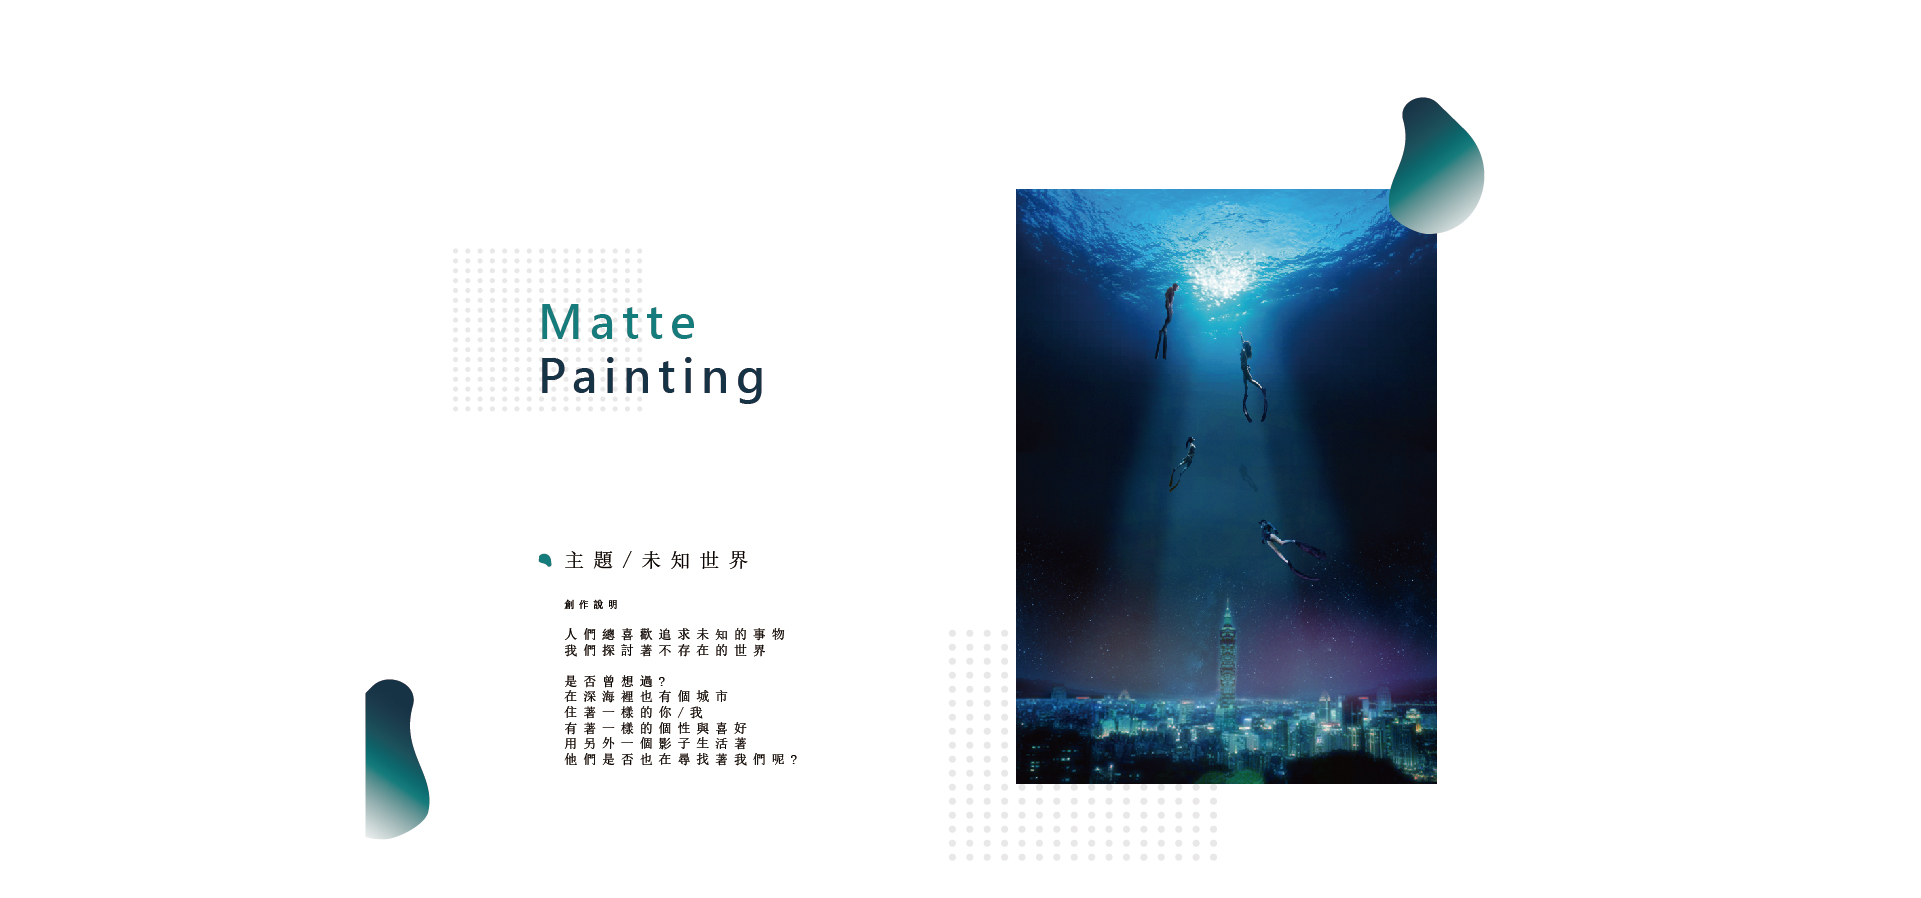 Matte
Painting
主題/未知世界
創作說明
人們總喜歡追求未知的事物
我們探討著不存在的世界
是否曾想過?
在深海裡也有個城市
住著一樣的你/我
有著一樣的個性與喜好
用另外一個影子生活著
他們是否也在尋找著我們呢?